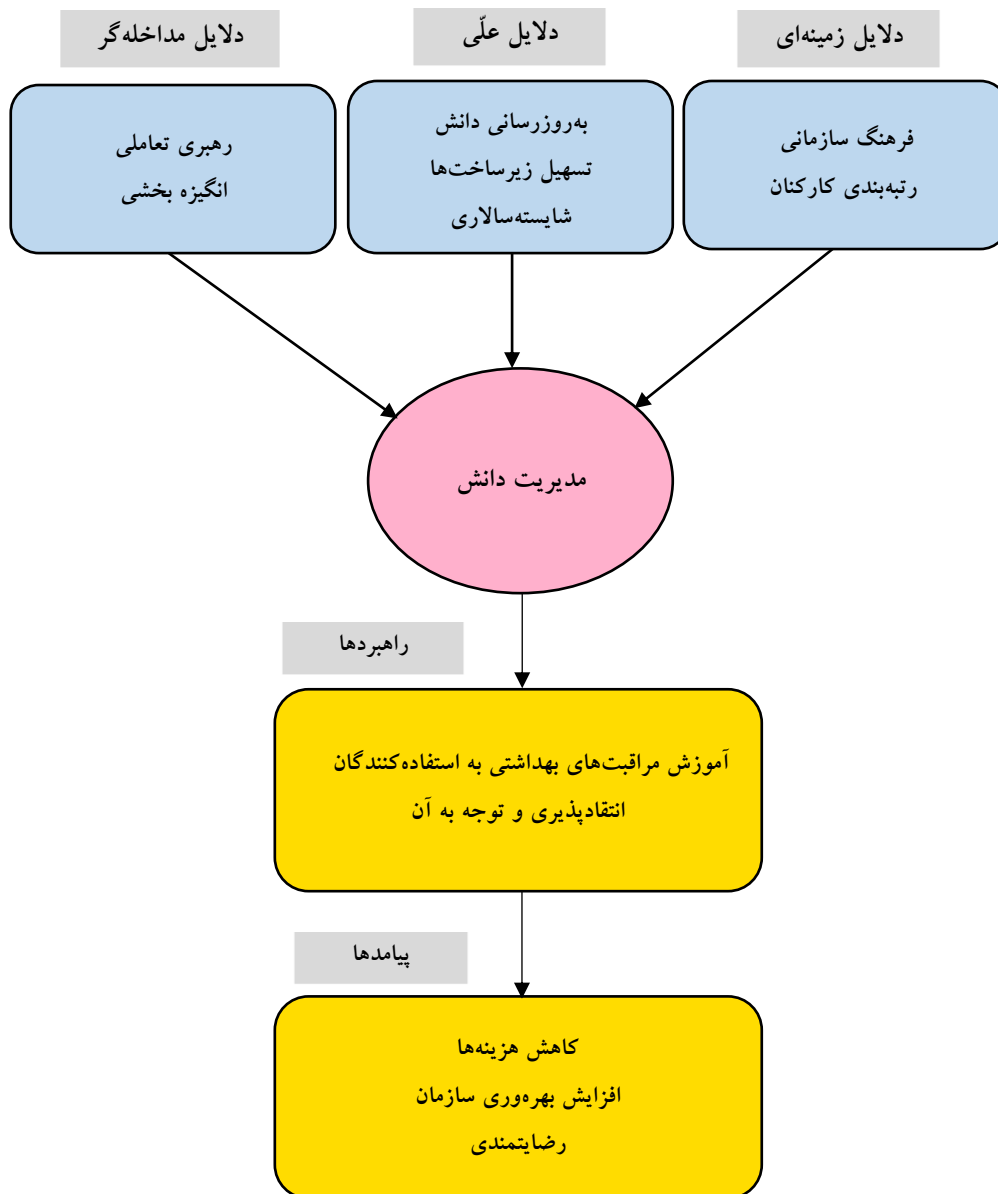 دلایل زمینه‌ای
دلایل علّی
دلایل مداخله‌گر
فرهنگ سازمانی
رتبه‌بندی کارکنان
به‌روزرسانی دانش
تسهیل زیرساخت‌ها
شایسته‌سالاری
رهبری تعاملی
انگیزه بخشی
مدیریت دانش
راهبردها
آموزش مراقبت‌های بهداشتی به استفاده‌کنندگان
انتقادپذیری و توجه به آن
پیامدها
کاهش هزینه‌ها
افزایش بهره‌وری سازمان
رضایتمندی